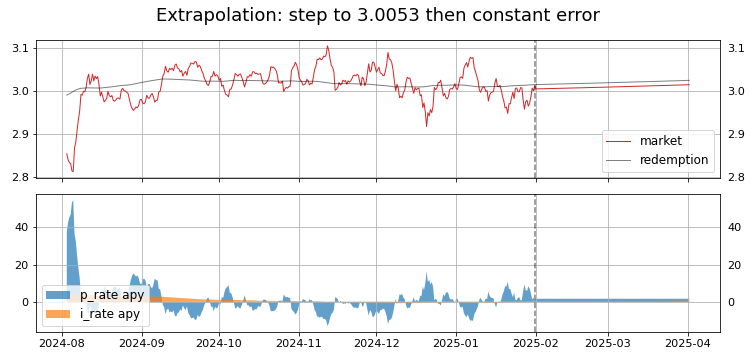 Extrapolation: step to 3.0053 then constant error
3.1 3.1
3.0 3.0
2.9 2.9
2.8 2.8
market
redemption
40 40
20 20
0 0
p_rate apy
i_rate apy
2024-08 2024-09 2024-10 2024-11 2024-12 2025-01 2025-02 2025-03 2025-04